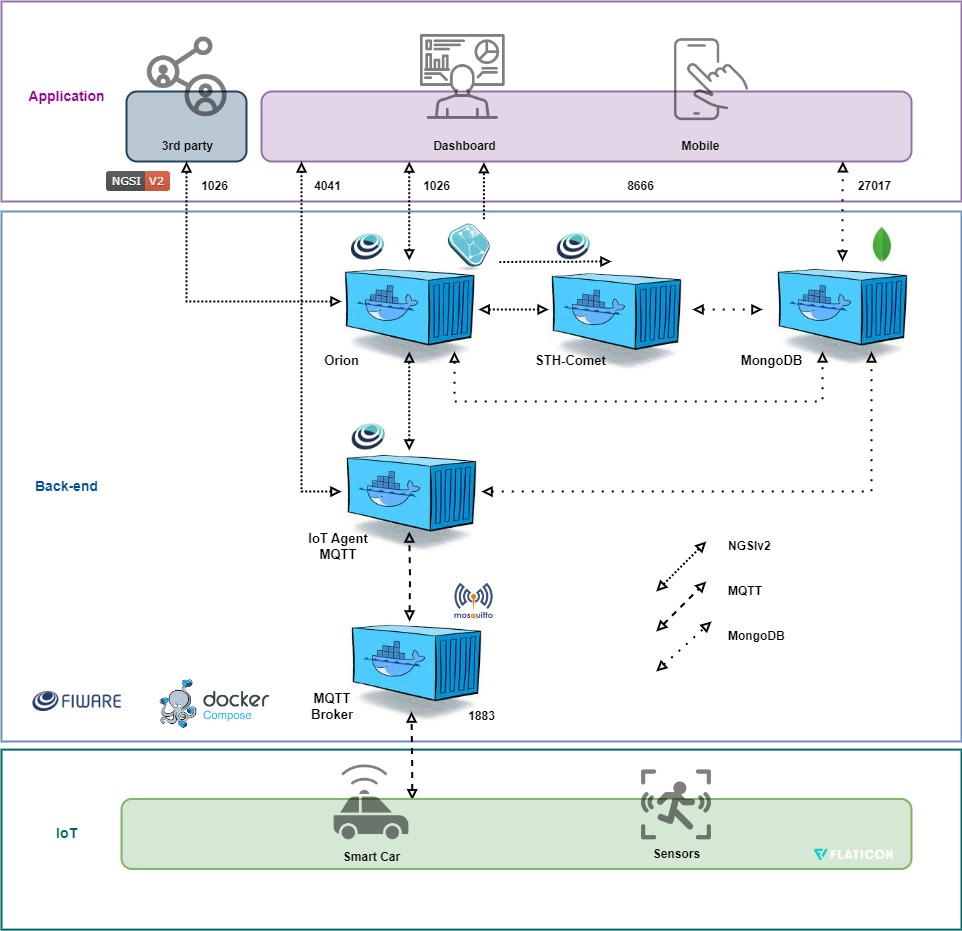 Application
3rd party
Dashboard
Mobile
NGSI V2
1026
4041
1026
8666
27017
Orion
STH-Comet
MongoDB
Back-end
IoT Agent
MQTT
NGSIv2
MQTT
MongoDB
mosquitto
FIWARE
docker
Compose
MQTT
Broker
1883
IoT
Smart Car
Sensors
FLATICON